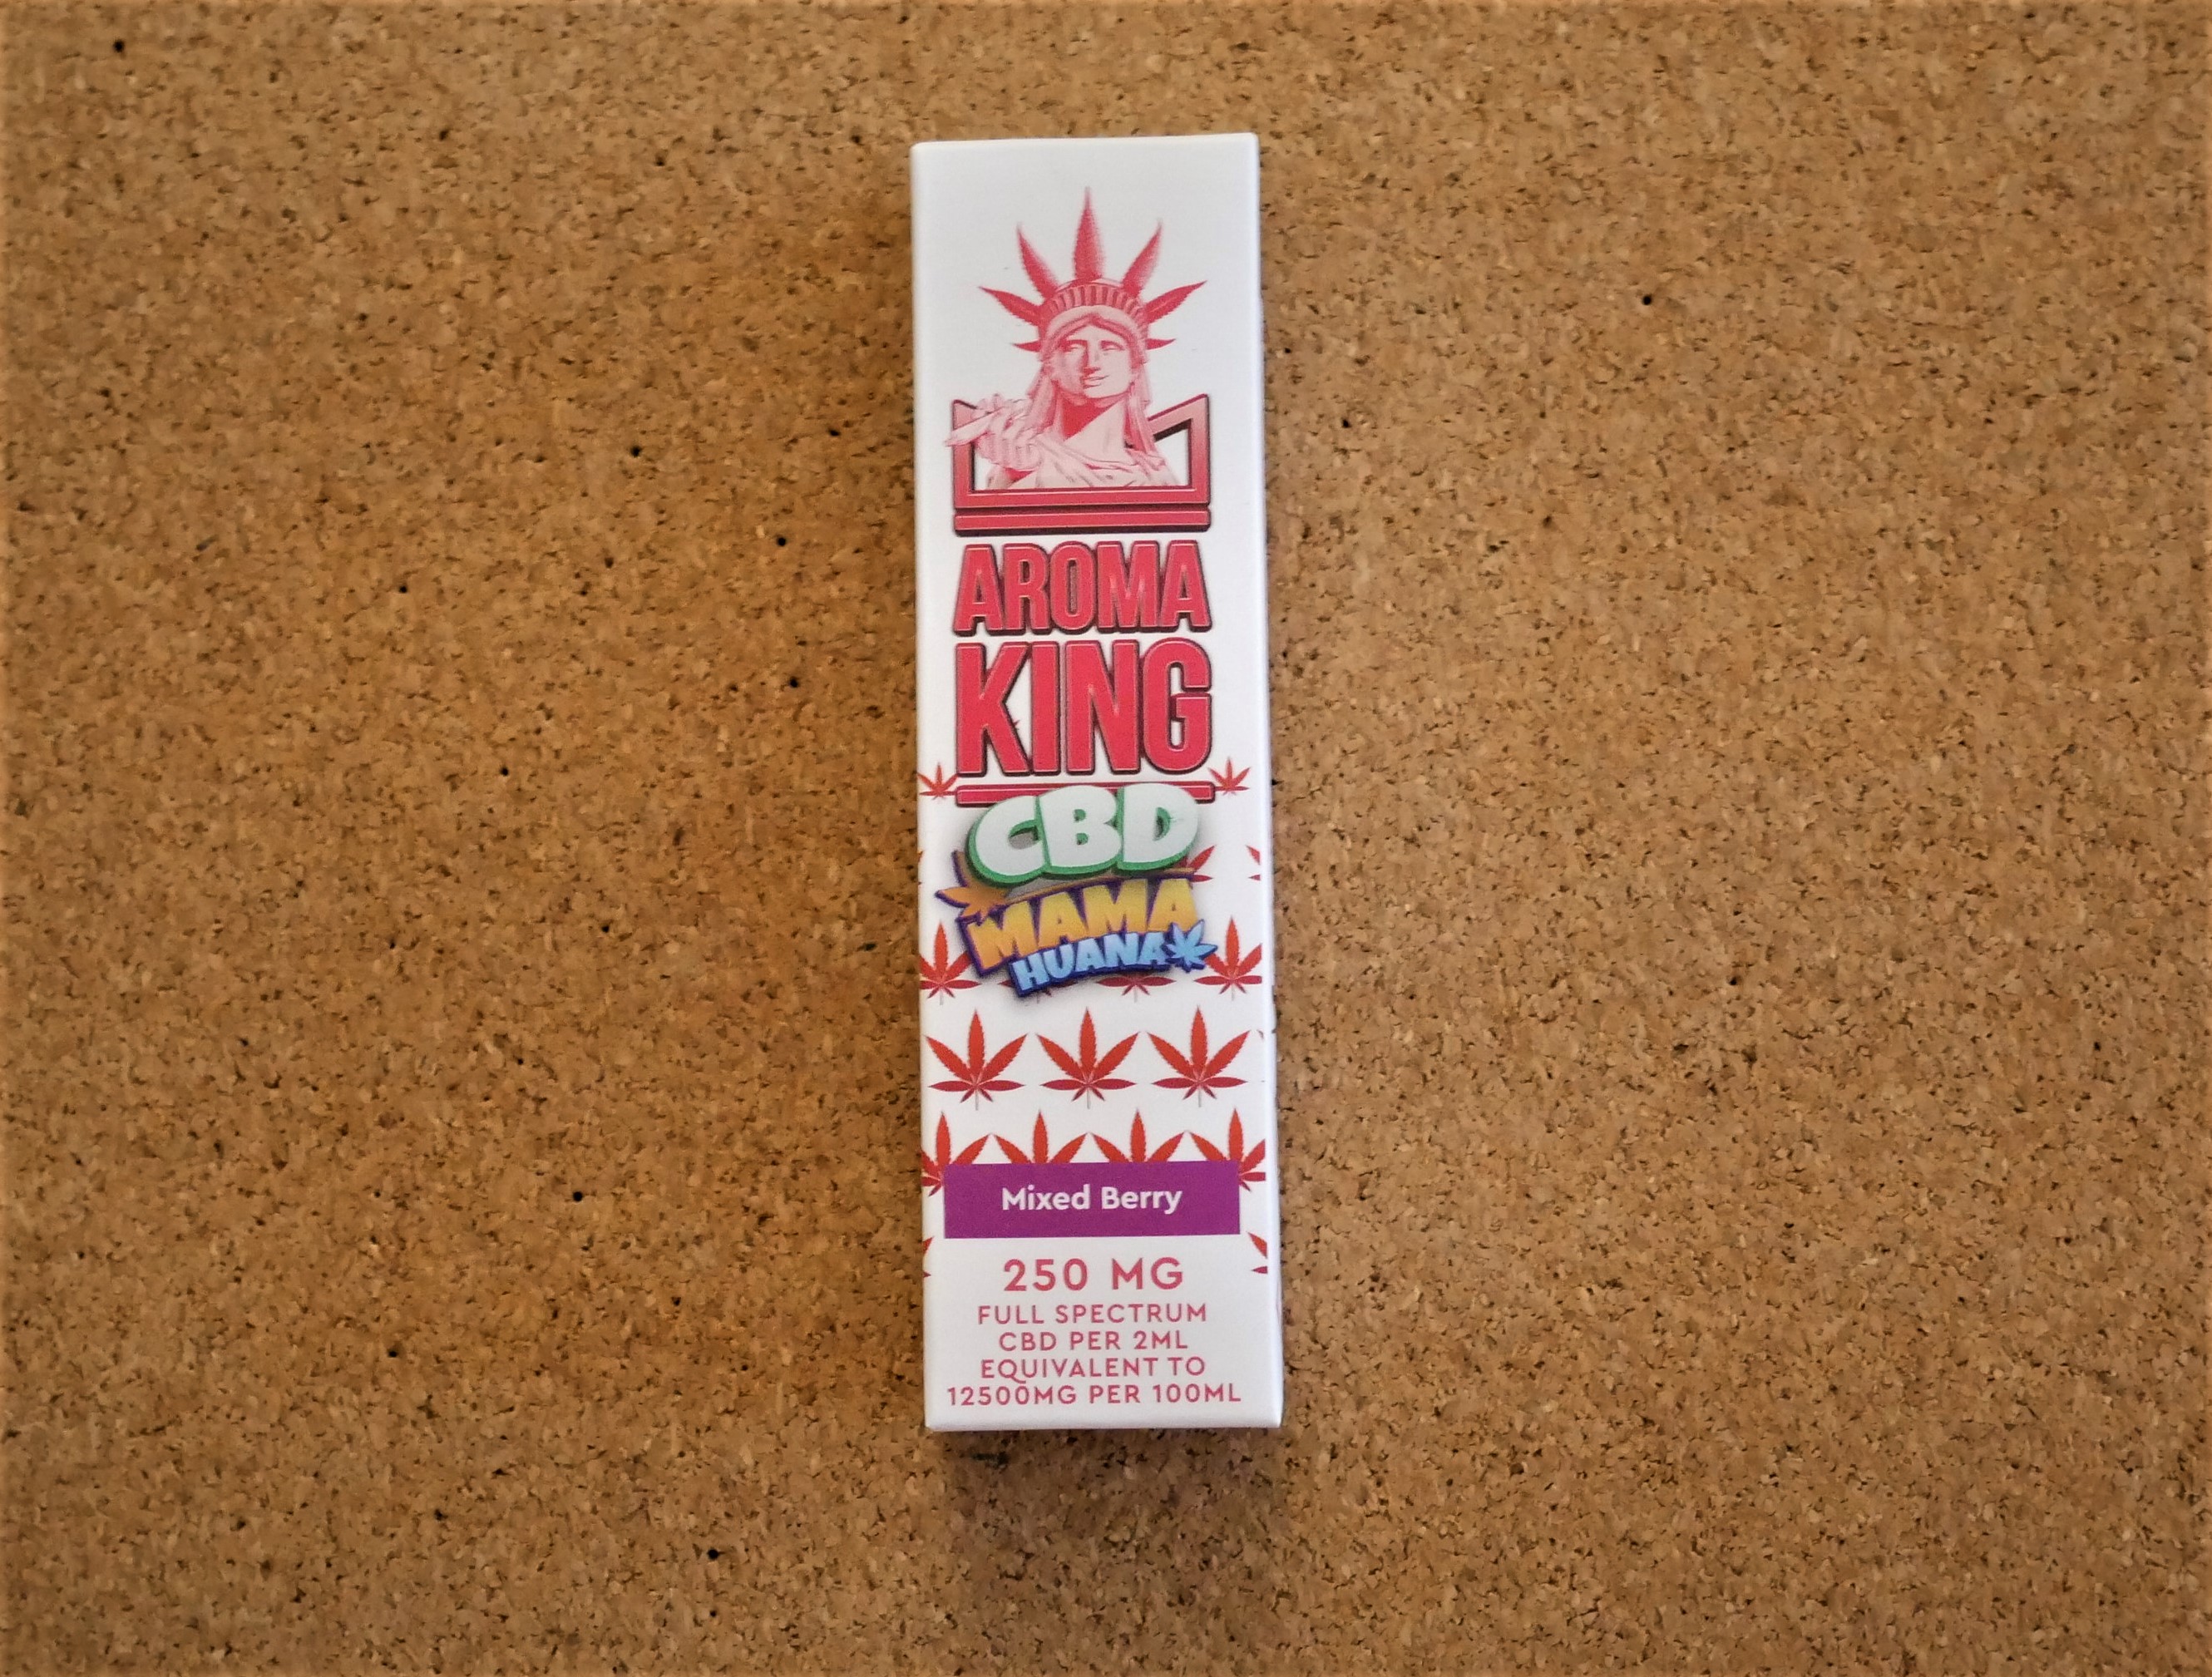 AROMA
KING
CBD
MAMA
HUANA
Mixed Berry
250 MG
FULL SPECTRUM
CBD PER 2ML
EQUIVALENT TO
12500MG PER 100ML